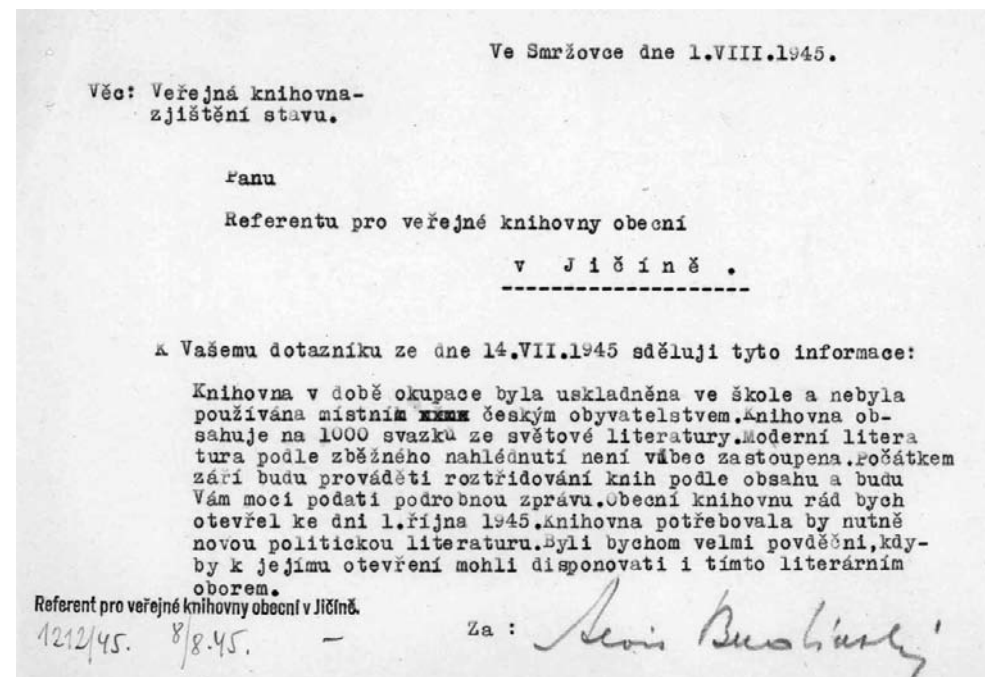 Ve Smržovce dne 1.VIII.1945.
Věc: Veřejná knihovna-
zjištění stavu.
Panu
Referentu pro veřejné knihovny obecní
v Jičíně .
K Vašemu dotazníku ze dne 14.VII.1945 sděluji tyto informace:
Knihovna v době okupace byla uskladněna ve škole a nebyla
používána místním xxxx českým obyvatelstvem.Knihovna ob-
sahuje na 1000 svazků ze světové literatury.Moderní litera
tura podle zběžného nahlédnutí není vůbec zastoupena.Počátkem
září budu prováděti roztřidování knih podle obsahu a budu
Vám moci podati podrobnou zprávu.Obecní knihovnu rád bych
otevřel ke dni 1.října 1945.Knihovna potřebovala by nutně
novou politickou literaturu.Byli bychom velmi povděčni,kdy-
by k jejímu otevření mohli disponovati i tímto literárním
oborem.
Referent pro veřejné knihovny obecní v Jičíně.
1212/45. 8/8.45. –
Za : Alois